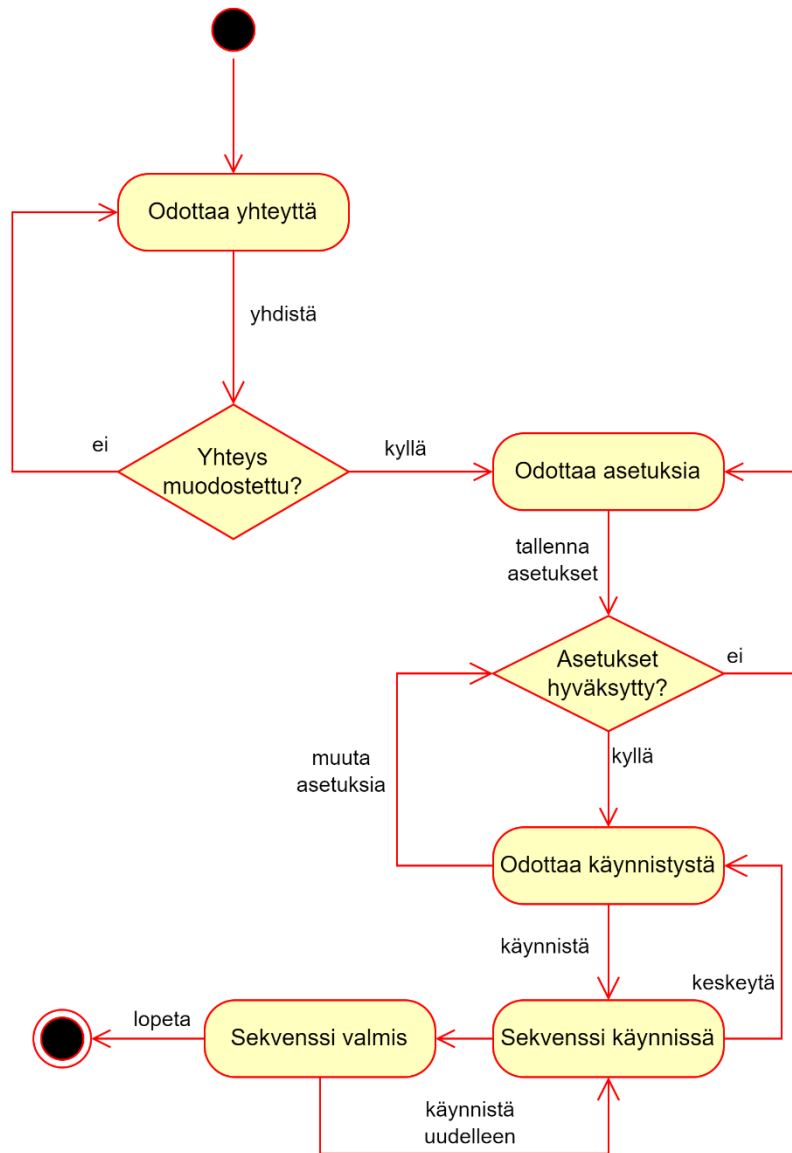 Odottaa yhteyttä
yhdistä
ei
Yhteys
muodostettu?
kyllä
Odottaa asetuksia
tallenna
asetukset
Asetukset
hyväksytty?
ei
muuta
asetuksia
kyllä
Odottaa käynnistystä
käynnistä
keskeytä
lopeta
Sekvenssi valmis
Sekvenssi käynnissä
käynnistä
uudelleen